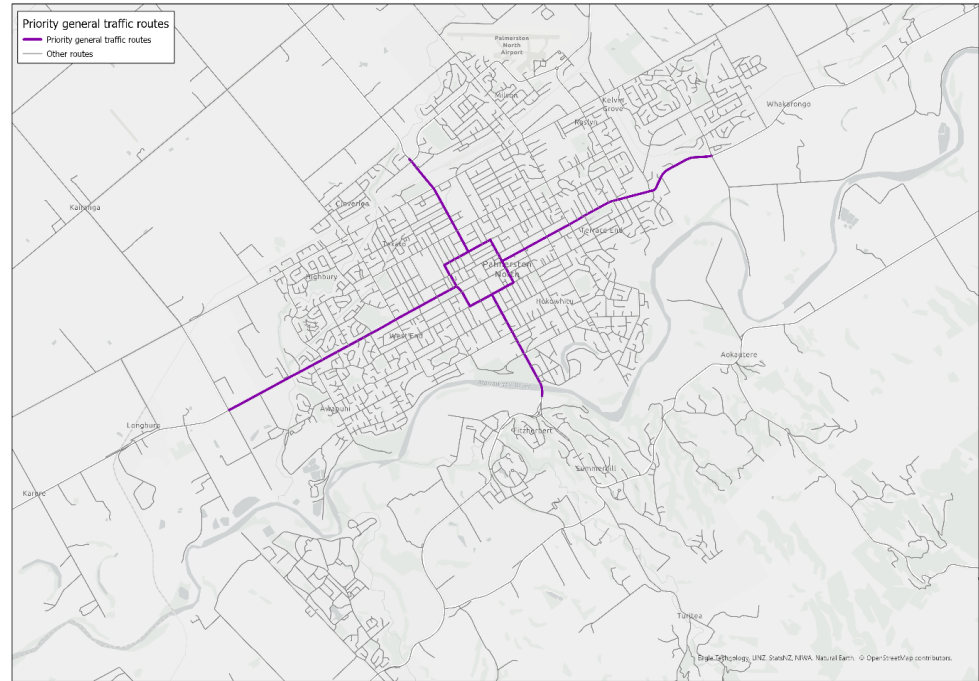 Priority general traffic routes
Priority general traffic routes
Other routes
Palmerston
North
Airport
Milson
Kelvin
Grove
Whakarongo
Roslyn
Kairanga
Cloverlea
Takaro
Terrace End
Highbury
Palmerston
North
Hokowhitu
West End
Aokautere
Awapuni
Longburn
Fitzherbert
Summerhill
Karere
Turitea
Eagle Technology, LINZ, StatsNZ, NIWA, Natural Earth, © OpenStreetMap contributors.